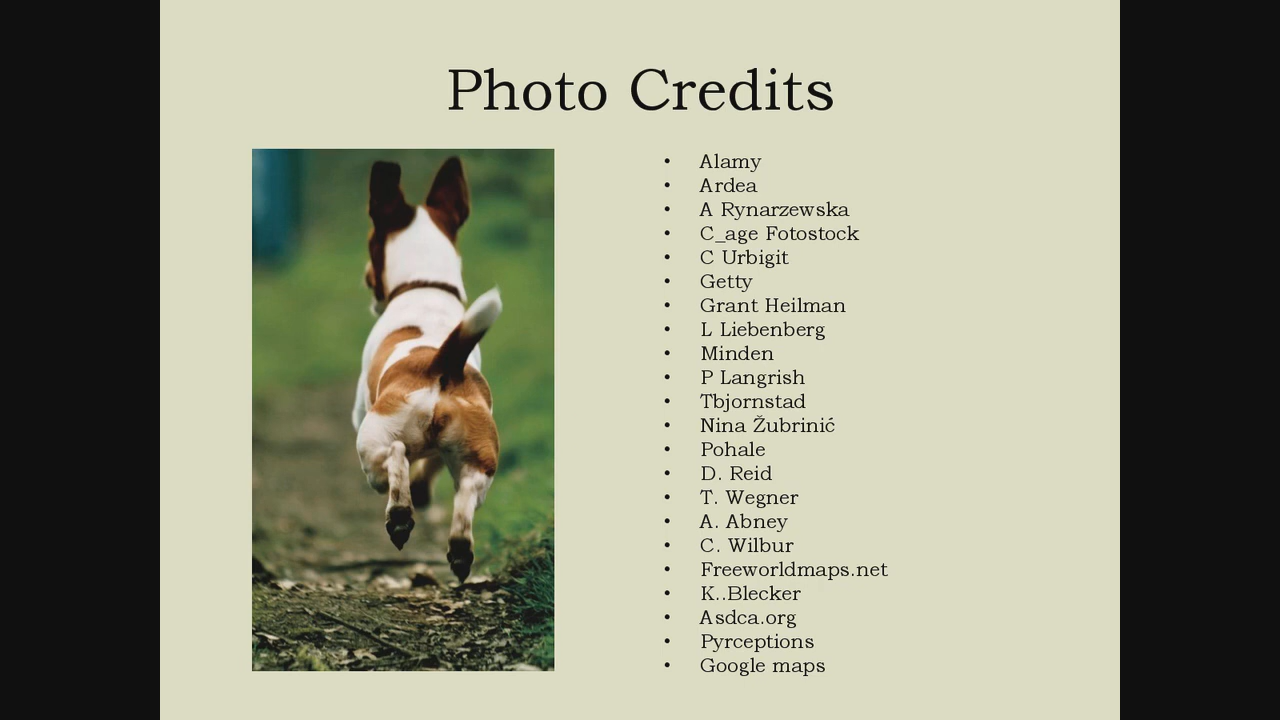 Photo Credits
• Alamy
• Ardea
• A Rynarzewska
• C_age Fotostock
• C Urbigit
• Getty
• Grant Heilman
• L Liebenberg
• Minden
• P Langrish
• Tbjornstad
• Nina Žubrinić
• Pohale
• D. Reid
• T. Wegner
• A. Abney
• C. Wilbur
• Freeworldmaps.net
• K..Blecker
• Asdca.org
• Pyrceptions
• Google maps